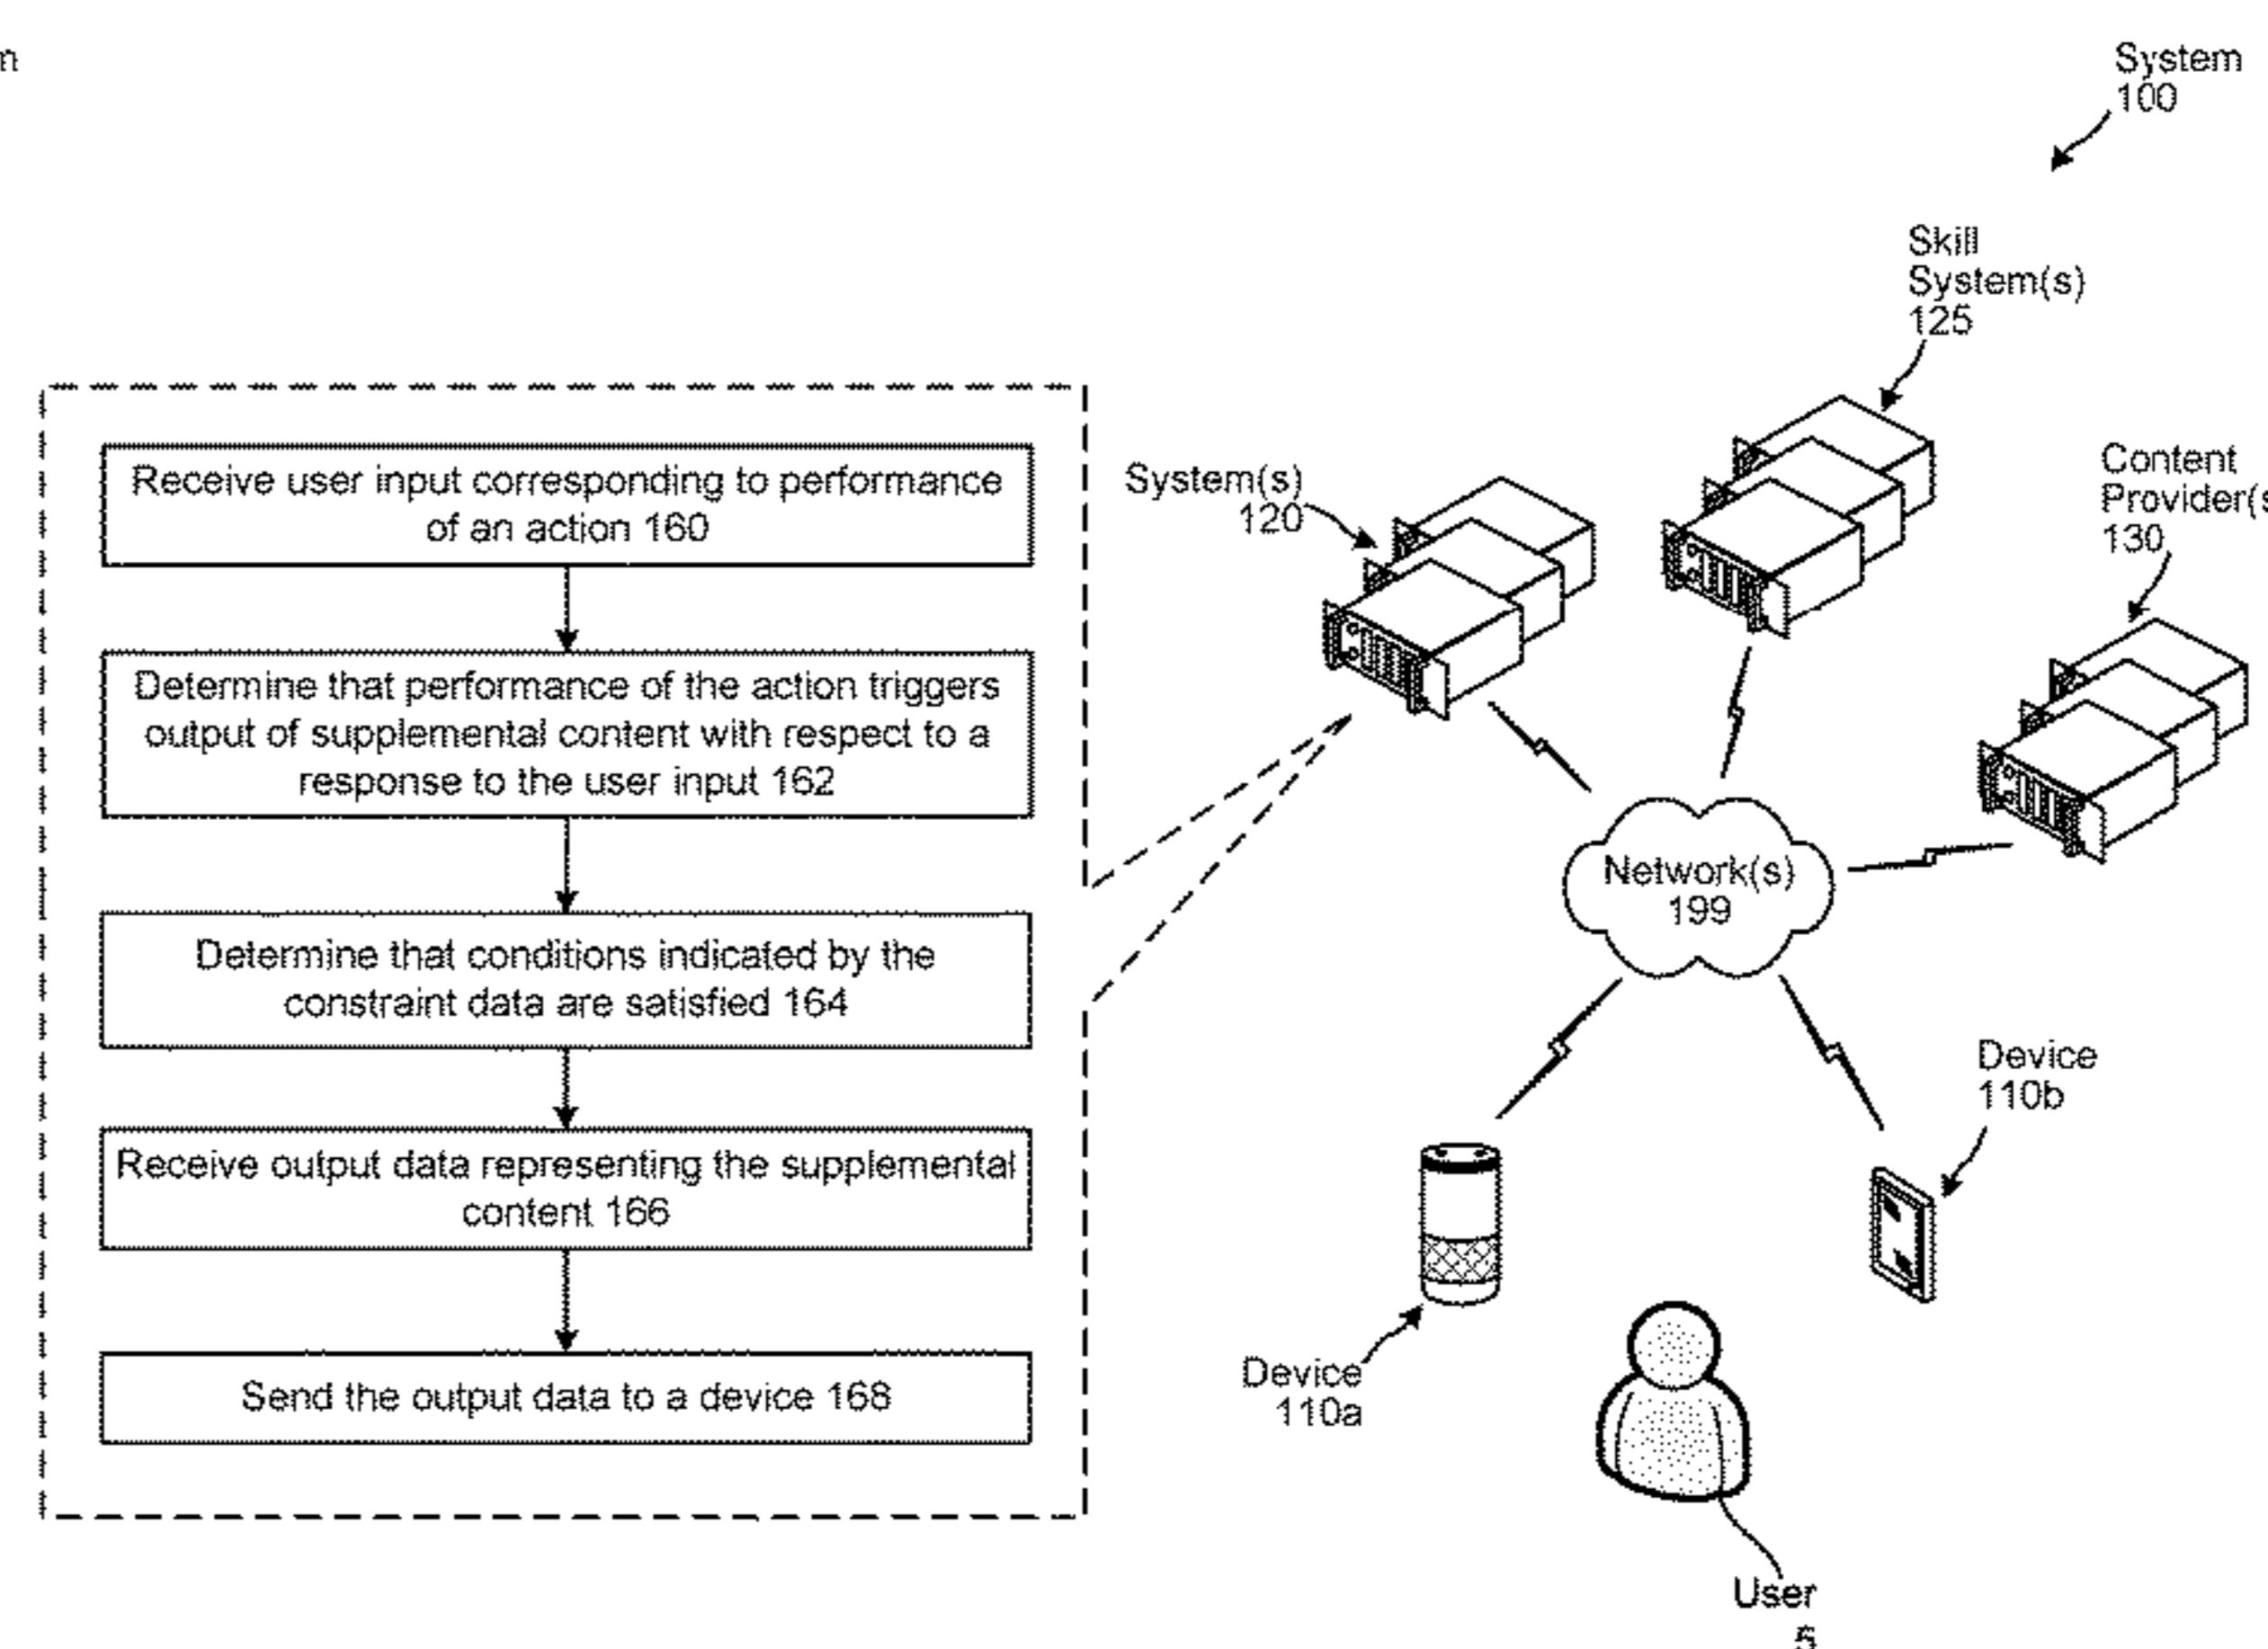 System
100
Skill
System(s)
125
Content
Provider(s
130
System(s)
120
Receive user input corresponding to performance
of an action 160
Determine that performance of the action triggers
output of supplemental content with respect to a
response to the user input 162
Determine that conditions indicated by the
constraint data are satisfied 164
Receive output data representing the supplemental
content 166
Send the output data to a device 168
Network(s)
199
Device
110b
Device
110a
User
5